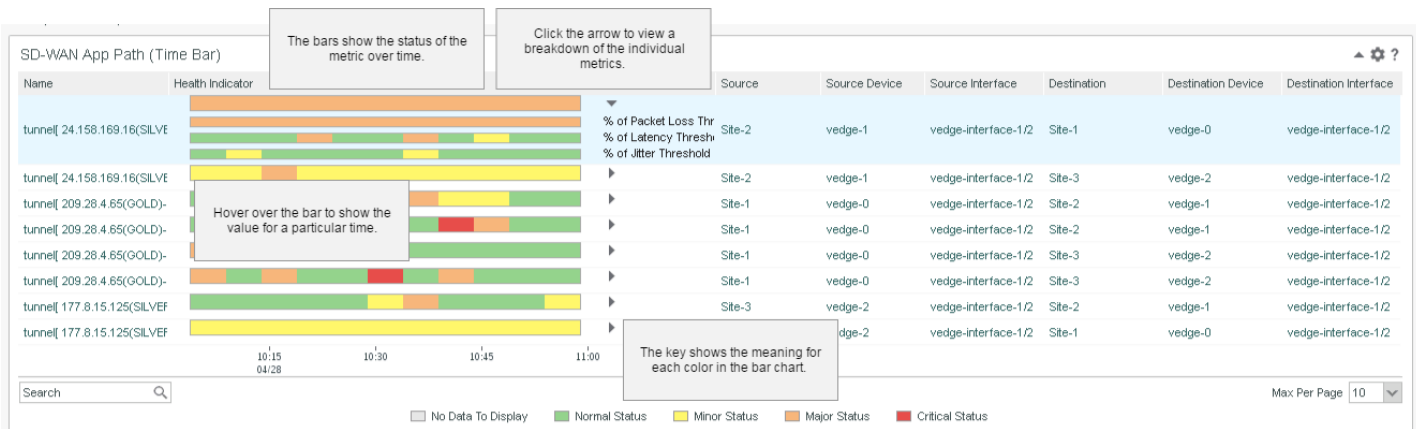 The bars show the status of the
metric over time.
Click the arrow to view a
breakdown of the individual
metrics.
SD-WAN App Path (Time Bar)
?
Name Health Indicator Source Source Device Source Interface Destination Destination Device Destination Interface
tunnel[ 24.158.169.16(SILVE Site-2 vedge-1 vedge-interface-1/2 Site-1 vedge-0 vedge-interface-1/2
% of Packet Loss Thr
% of Latency Thresh
% of Jitter Threshold
tunnel[ 24.158.169.16(SILVE Site-2 vedge-1 vedge-interface-1/2 Site-3 vedge-2 vedge-interface-1/2
tunnel[ 209.28.4.65(GOLD)- Site-1 vedge-0 vedge-interface-1/2 Site-2 vedge-1 vedge-interface-1/2
tunnel[ 209.28.4.65(GOLD)- Site-1 vedge-0 vedge-interface-1/2 Site-2 vedge-1 vedge-interface-1/2
tunnel[ 209.28.4.65(GOLD)- Site-1 vedge-0 vedge-interface-1/2 Site-3 vedge-2 vedge-interface-1/2
tunnel[ 209.28.4.65(GOLD)- Site-1 vedge-0 vedge-interface-1/2 Site-3 vedge-2 vedge-interface-1/2
tunnel[ 177.8.15.125(SILVEF Site-3 vedge-2 vedge-interface-1/2 Site-2 vedge-1 vedge-interface-1/2
tunnel[ 177.8.15.125(SILVEF dge-2 vedge-interface-1/2 Site-1 vedge-0 vedge-interface-1/2
Hover over the bar to show the
value for a particular time.
10:15 10:30 10:45 11:00
04/28
The key shows the meaning for
each color in the bar chart.
Search Max Per Page 10
No Data To Display Normal Status Minor Status Major Status Critical Status